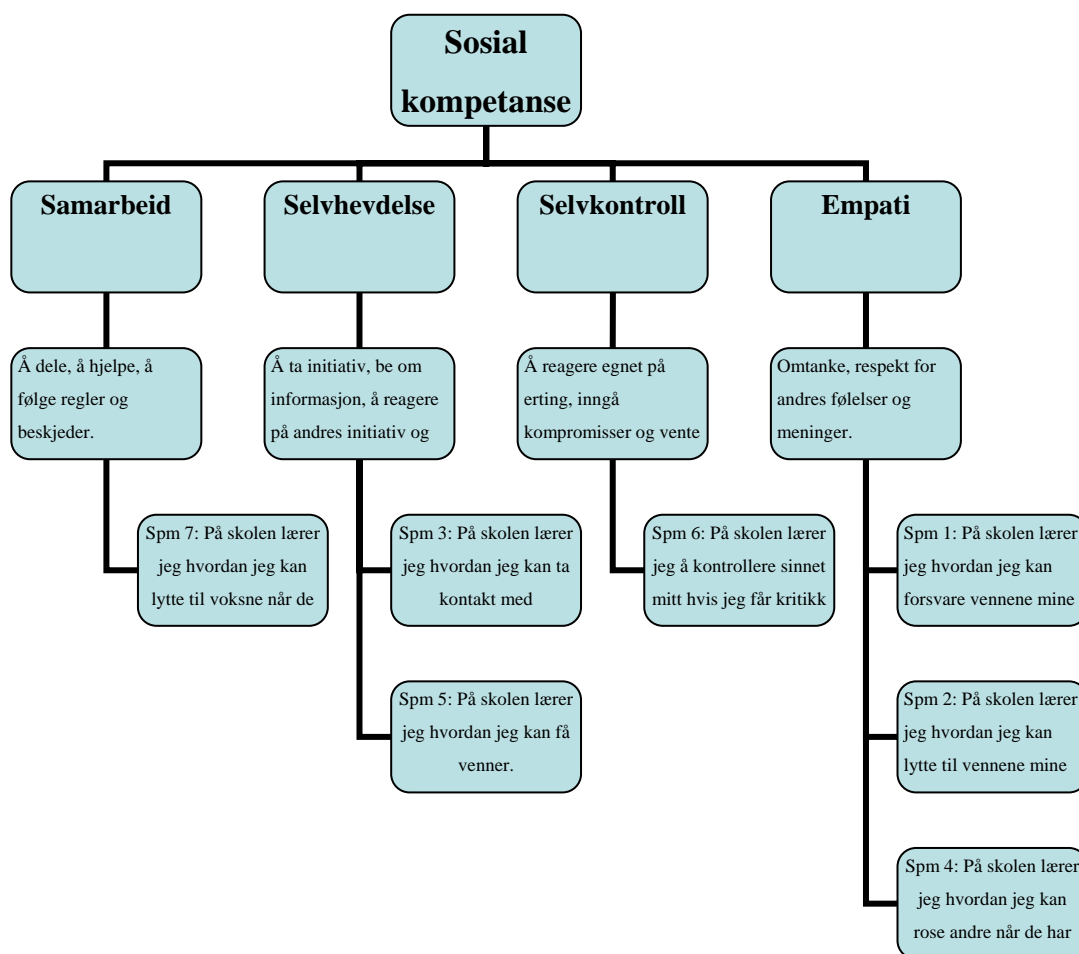 Sosial
kompetanse
Samarbeid
Selvhevdelse
Selvkontroll
Empati
Å dele, å hjelpe, å
følge regler og
beskjeder.
Å ta initiativ, be om
informasjon, å reagere
på andres initiativ og
Å reagere egnet på
erting, inngå
kompromisser og vente
Omtanke, respekt for
andres følelser og
meninger.
Spm 7: På skolen lærer
jeg hvordan jeg kan
lytte til voksne når de
Spm 3: På skolen lærer
jeg hvordan jeg kan ta
kontakt med
Spm 6: På skolen lærer
jeg å kontrollere sinnet
mitt hvis jeg får kritikk
Spm 1: På skolen lærer
jeg hvordan jeg kan
forsvare vennene mine
Spm 5: På skolen lærer
jeg hvordan jeg kan få
venner.
Spm 2: På skolen lærer
jeg hvordan jeg kan
lytte til vennene mine
Spm 4: På skolen lærer
jeg hvordan jeg kan
rose andre når de har